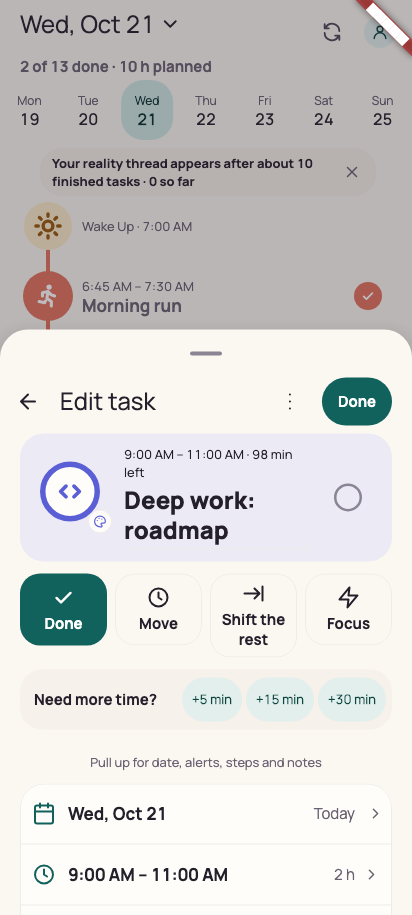 Wed, Oct 21
2 of 13 done · 10 h planned
Mon Tue Wed Thu Fri Sat Sun
19 20 21 22 23 24 25
Your reality thread appears after about 10
finished tasks · 0 so far
Wake Up · 7:00 AM
6:45 AM – 7:30 AM
Morning run
Edit task
Done
9:00 AM – 11:00 AM · 98 min
left
Deep work:
roadmap
Done Move Shift the Focus
rest
Need more time? +5 min +15 min +30 min
Pull up for date, alerts, steps and notes
Wed, Oct 21 Today
9:00 AM – 11:00 AM 2 h